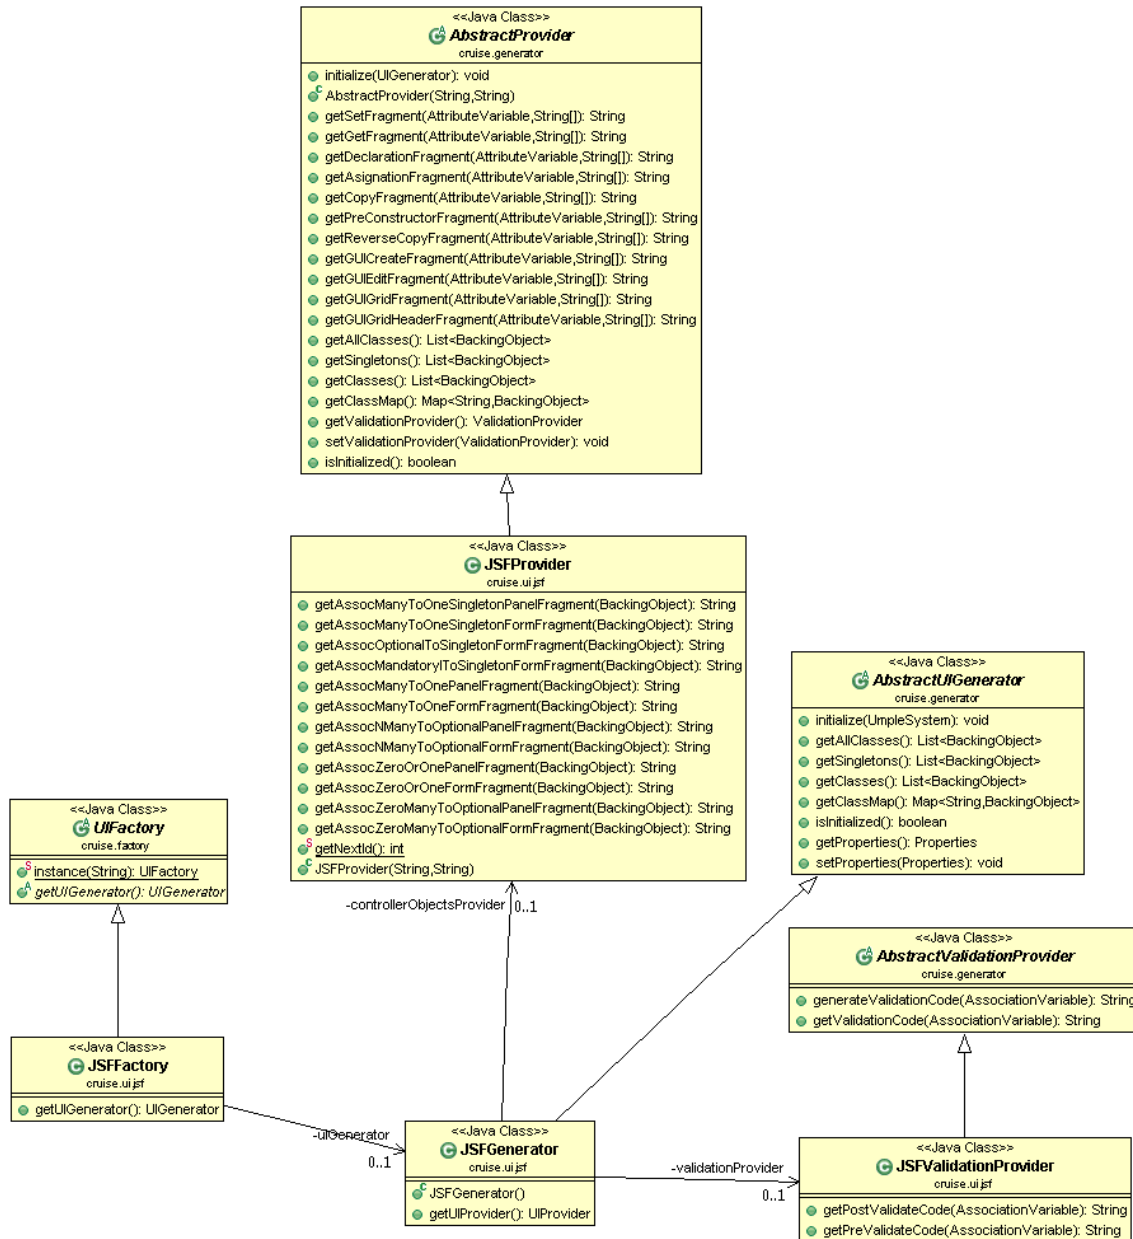 <<Java Class>>
AbstractProvider
cruise.generator
initialize(UIGenerator): void
AbstractProvider(String,String)
getSetFragment(AttributeVariable,String[]): String
getGetFragment(AttributeVariable,String[]): String
getDeclarationFragment(AttributeVariable,String[]): String
getAsignationFragment(AttributeVariable,String[]): String
getCopyFragment(AttributeVariable,String[]): String
getPreConstructorFragment(AttributeVariable,String[]): String
getReverseCopyFragment(AttributeVariable,String[]): String
getGUICreateFragment(AttributeVariable,String[]): String
getGUIEditFragment(AttributeVariable,String[]): String
getGUIGridFragment(AttributeVariable,String[]): String
getGUIGridHeaderFragment(AttributeVariable,String[]): String
getAllClasses(): List<BackingObject>
getSingletons(): List<BackingObject>
getClasses(): List<BackingObject>
getClassMap(): Map<String,BackingObject>
getValidationProvider(): ValidationProvider
setValidationProvider(ValidationProvider): void
isInitialized(): boolean
<<Java Class>>
JSFProvider
cruise.ui.jsf
getAssocManyToOneSingletonPanelFragment(BackingObject): String
getAssocManyToOneSingletonFormFragment(BackingObject): String
getAssocOptionalToSingletonFormFragment(BackingObject): String
getAssocMandatorylToSingletonFormFragment(BackingObject): String
getAssocManyToOnePanelFragment(BackingObject): String
getAssocManyToOneFormFragment(BackingObject): String
getAssocNManyToOptionalPanelFragment(BackingObject): String
getAssocNManyToOptionalFormFragment(BackingObject): String
getAssocZeroOrOnePanelFragment(BackingObject): String
getAssocZeroOrOneFormFragment(BackingObject): String
getAssocZeroManyToOptionalPanelFragment(BackingObject): String
getAssocZeroManyToOptionalFormFragment(BackingObject): String
getNextId(): int
JSFProvider(String,String)
<<Java Class>>
AbstractUIGenerator
cruise.generator
initialize(UmpleSystem): void
getAllClasses(): List<BackingObject>
getSingletons(): List<BackingObject>
getClasses(): List<BackingObject>
getClassMap(): Map<String,BackingObject>
isInitialized(): boolean
getProperties(): Properties
setProperties(Properties): void
<<Java Class>>
UIFactory
cruise.factory
instance(String): UIFactory
getUIGenerator(): UIGenerator
-controllerObjectsProvider
0..1
<<Java Class>>
AbstractValidationProvider
cruise.generator
generateValidationCode(AssociationVariable): String
getValidationCode(AssociationVariable): String
<<Java Class>>
JSFFactory
cruise.ui.jsf
getUIGenerator(): UIGenerator
-uiGenerator
0..1
<<Java Class>>
JSFGenerator
cruise.ui.jsf
JSFGenerator()
getUIProvider(): UIProvider
-validationProvider
0..1
<<Java Class>>
JSFValidationProvider
cruise.ui.jsf
getPostValidateCode(AssociationVariable): String
getPreValidateCode(AssociationVariable): String